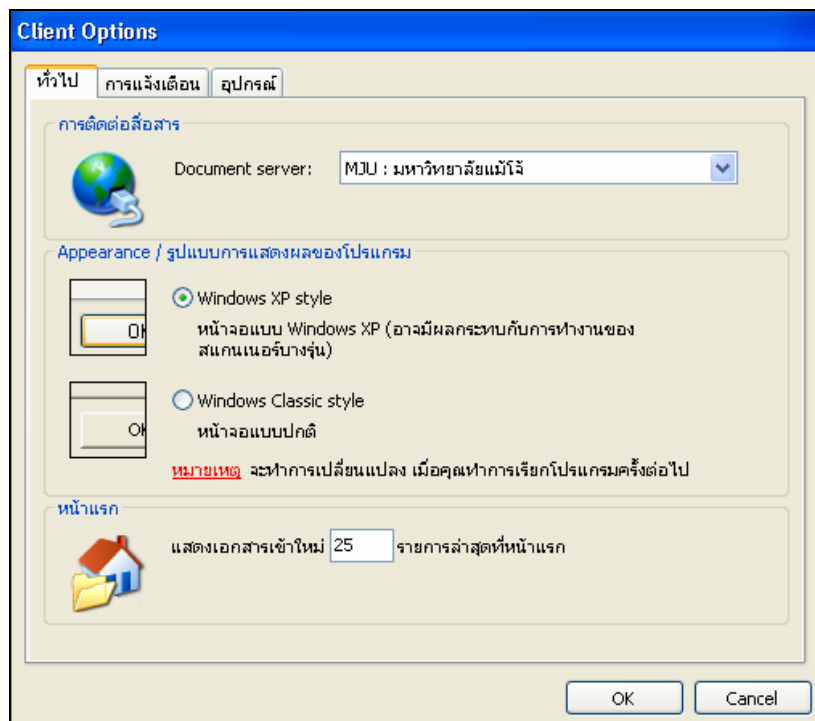 Client Options
ทั่วไป
การแจ้งเตือน
อุปกรณ์
การติดต่อสื่อสาร
Document server:
MJU : มหาวิทยาลัยแม่โจ้
Appearance / รูปแบบการแสดงผลของโปรแกรม
OK
Windows XP style
หน้าจอแบบ Windows XP (อาจมีผลกระทบกับการทำงานของ
สแกนเนอร์บางรุ่น)
OK
Windows Classic style
หน้าจอแบบปกติ
หมายเหตุ จะทำการเปลี่ยนแปลง เมื่อคุณทำการเรียกโปรแกรมครั้งต่อไป
หน้าแรก
แสดงเอกสารเข้าใหม่ 25 รายการล่าสุดที่หน้าแรก
OK
Cancel